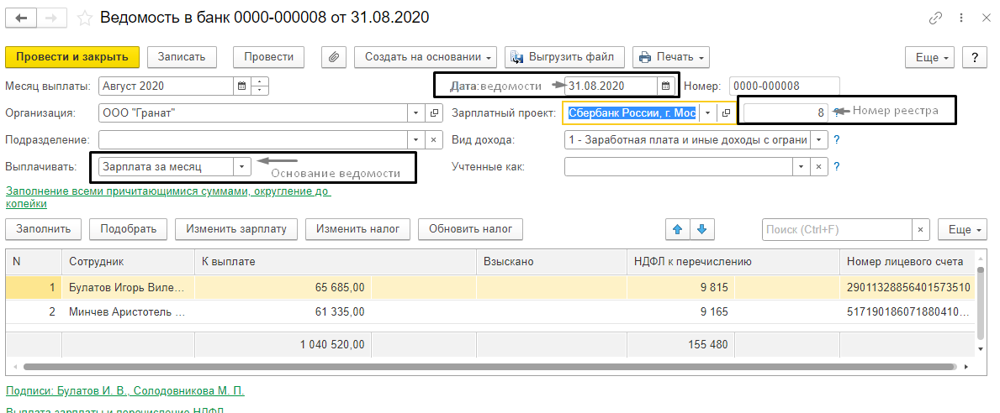 Ведомость в банк 0000-000008 от 31.08.2020
Провести и закрыть Записать Провести Создать на основании Выгрузить файл Печать Еще ?
Месяц выплаты: Август 2020 Дата:ведомости 31.08.2020 Номер: 0000-000008
Организация: ООО "Гранат" Зарплатный проект: Сбербанк России, г. Мос 8 ? Номер реестра
Подразделение: Вид дохода: 1 - Заработная плата и иные доходы с ограни ?
Выплачивать: Зарплата за месяц Основание ведомости Учтенные как: ?
Заполнение всеми причитающимися суммами, округление до
копейки
Заполнить Подобрать Изменить зарплату Изменить налог Обновить налог Поиск (Ctrl+F) × Еще
N Сотрудник К выплате Взыскано НДФЛ к перечислению Номер лицевого счета
1 Булатов Игорь Виле... 65 685,00 9 815 29011328856401573510
2 Минчев Аристотель ... 61 335,00 9 165 517190186071880410...
1 040 520,00 155 480
Подписи: Булатов И. В., Солодовникова М. П.
Выплата зарплаты и перечисление НДФЛ